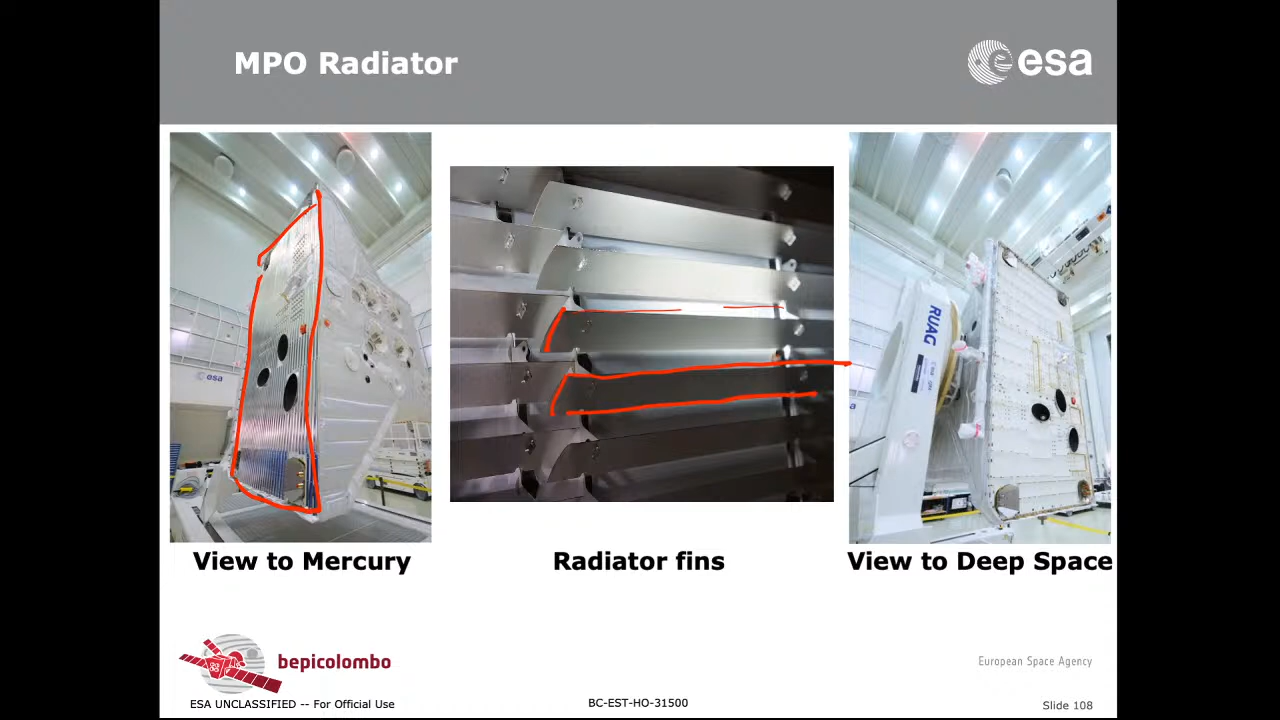 MPO Radiator
esa
esa
RUAG
View to Mercury
Radiator fins
View to Deep Space
bepicolombo
European Space Agency
ESA UNCLASSIFIED -- For Official Use
BC-EST-HO-31500
Slide 108